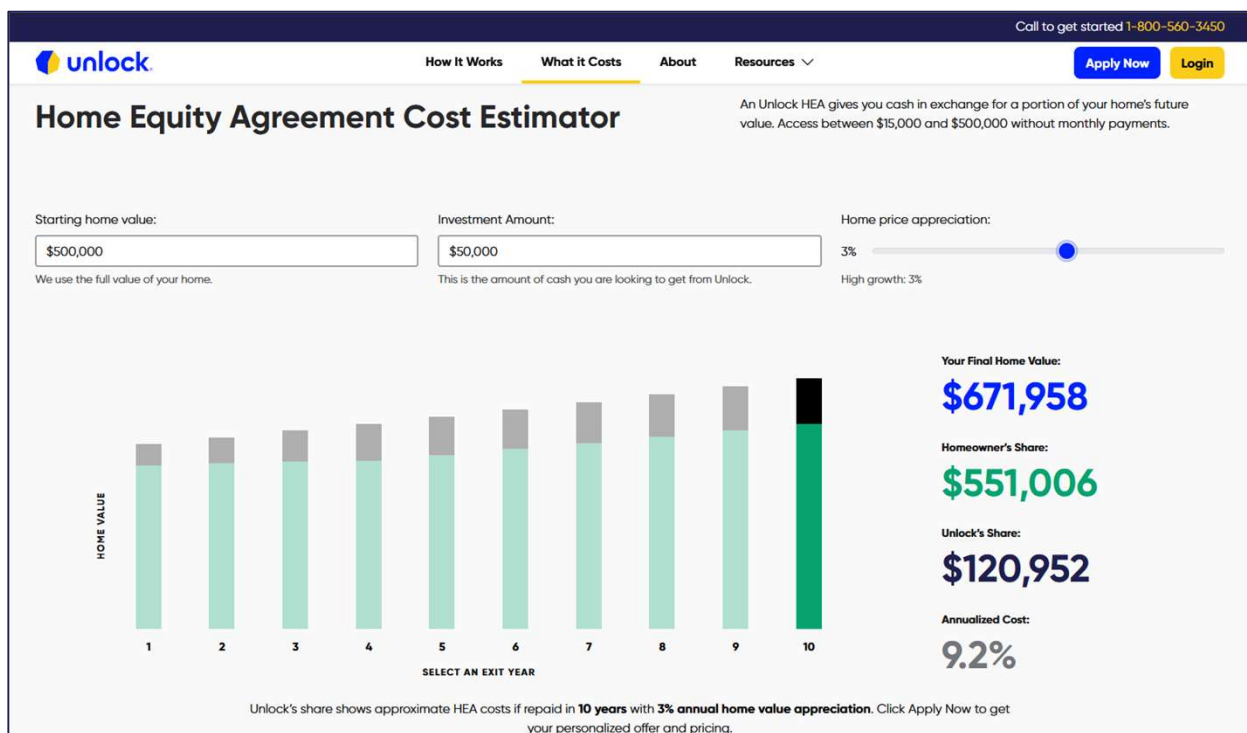 Call to get started 1-800-560-3450
unlock.
How It Works
What it Costs
About
Resources
Apply Now
Login
Home Equity Agreement Cost Estimator
An Unlock HEA gives you cash in exchange for a portion of your home's future
value. Access between $15,000 and $500,000 without monthly payments.
Starting home value:
$500,000
We use the full value of your home.
Investment Amount:
$50,000
This is the amount of cash you are looking to get from Unlock.
Home price appreciation:
3%
High growth: 3%
HOME VALUE
1 2 3 4 5 6 7 8 9 10
SELECT AN EXIT YEAR
Your Final Home Value:
$671,958
Homeowner's Share:
$551,006
Unlock's Share:
$120,952
Annualized Cost:
9.2%
Unlock's share shows approximate HEA costs if repaid in 10 years with 3% annual home value appreciation. Click Apply Now to get
your personalized offer and pricing.